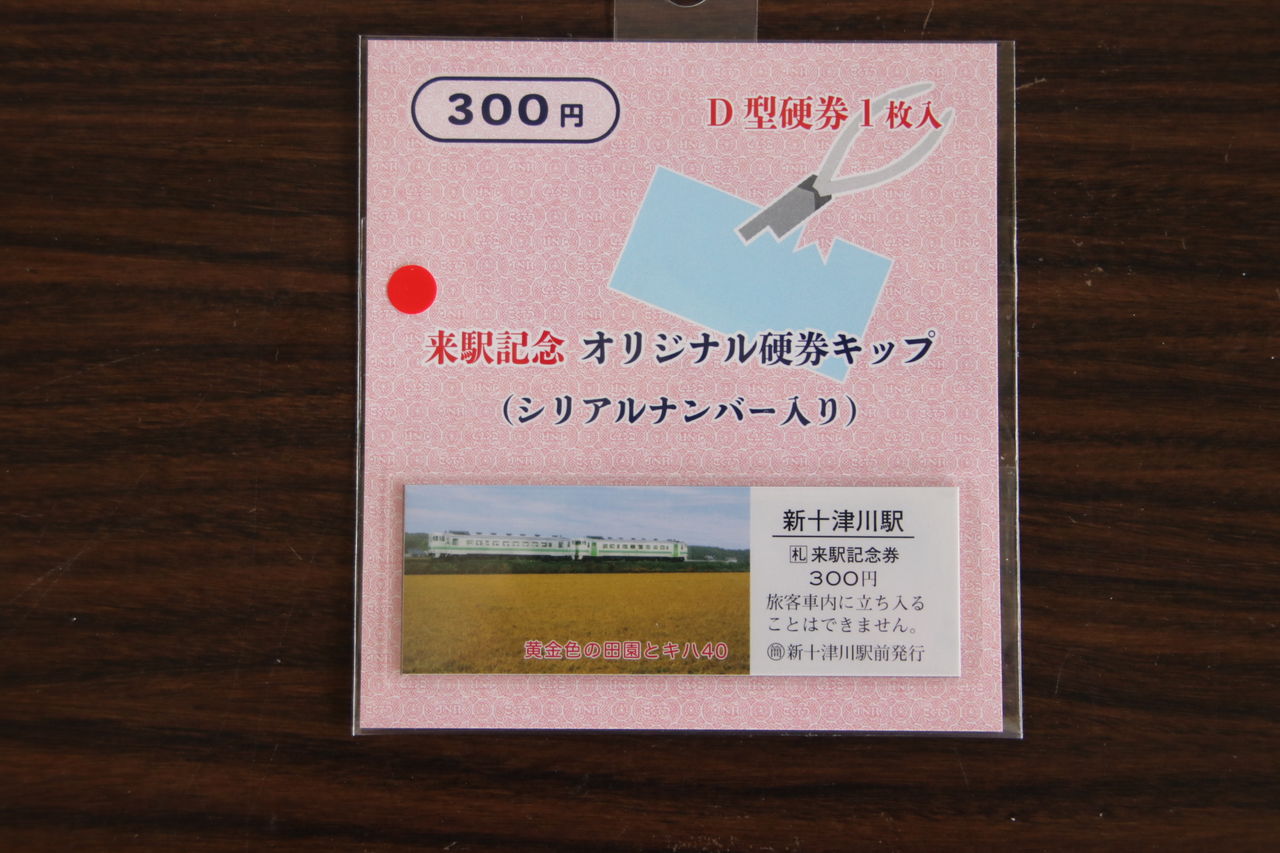 300円
D型硬券1枚入
来駅記念 オリジナル硬券キップ
(シリアルナンバー入り)
新十津川駅
札 来駅記念券
300円
旅客車内に立ち入る
ことはできません。
黄金色の田園とキハ40
簡 新十津川駅前発行